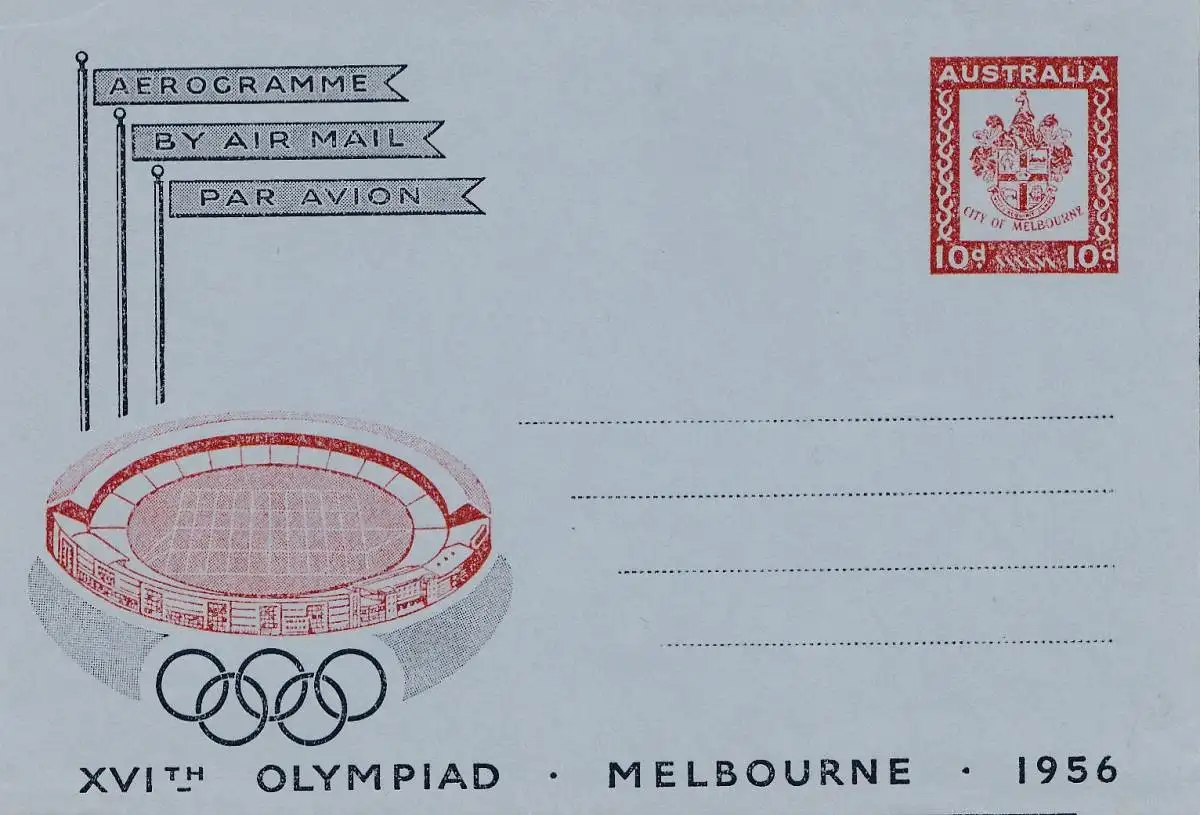 AEROGRAMME
BY AIR MAIL
PAR AVION
AUSTRALIA
CITY OF MELBOURNE
10d 10d
XVITH OLYMPIAD · MELBOURNE · 1956